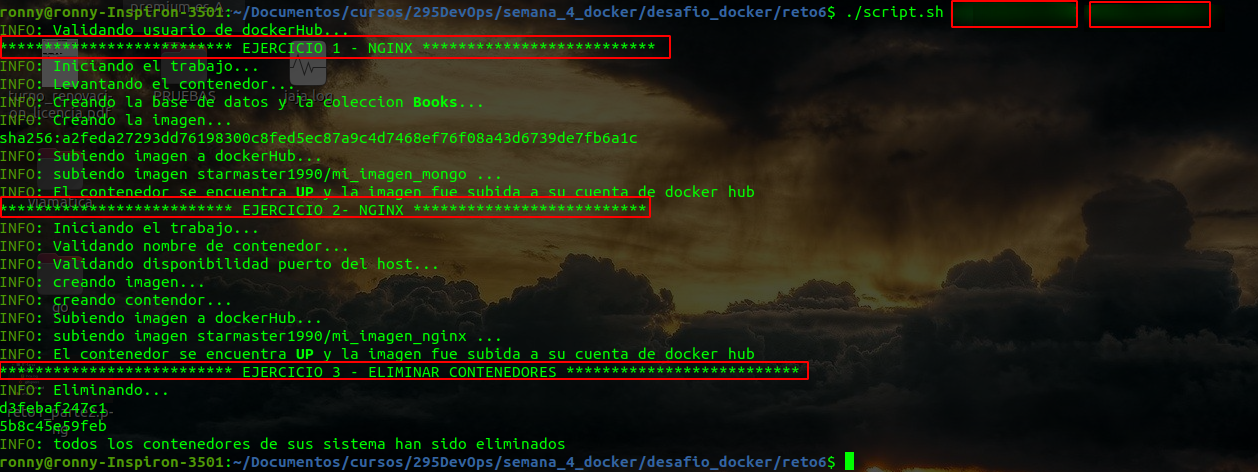 ronny@ronny-Inspiron-3501:~/Documentos/cursos/295DevOps/semana_4_docker/desafio_docker/reto6$ ./script.sh
INFO: Validando usuario de dockerHub...
************************** EJERCICIO 1 - NGINX **************************
INFO: Iniciando el trabajo...
INFO: Levantando el contenedor...
INFO: Creando la base de datos y la coleccion Books...
INFO: Creando la imagen...
sha256:a2feda27293dd76198300c8fed5ec87a9c4d7468ef76f08a43d6739de7fb6a1c
INFO: Subiendo imagen a dockerHub...
INFO: subiendo imagen starmaster1990/mi_imagen_mongo ...
INFO: El contenedor se encuentra UP y la imagen fue subida a su cuenta de docker hub
************************** EJERCICIO 2- NGINX **************************
INFO: Iniciando el trabajo...
INFO: Validando nombre de contenedor...
INFO: Validando disponibilidad puerto del host...
INFO: creando imagen...
INFO: creando contendor...
INFO: Subiendo imagen a dockerHub...
INFO: subiendo imagen starmaster1990/mi_imagen_nginx ...
INFO: El contenedor se encuentra UP y la imagen fue subida a su cuenta de docker hub
************************** EJERCICIO 3 - ELIMINAR CONTENEDORES **************************
INFO: Eliminando...
d3febaf247c1
5b8c45e59feb
INFO: todos los contenedores de sus sistema han sido eliminados
ronny@ronny-Inspiron-3501:~/Documentos/cursos/295DevOps/semana_4_docker/desafio_docker/reto6$